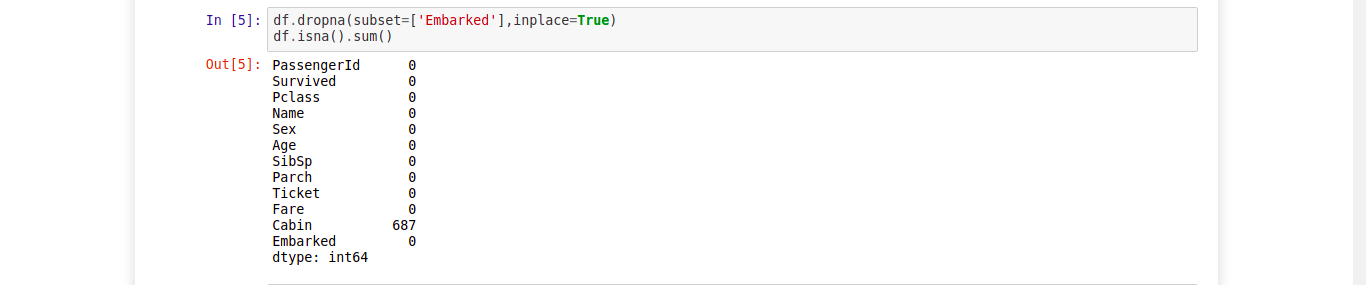 In [5]: df.dropna(subset=['Embarked'],inplace=True)
df.isna().sum()
Out[5]: PassengerId      0
Survived         0
Pclass           0
Name             0
Sex              0
Age              0
SibSp            0
Parch            0
Ticket           0
Fare             0
Cabin          687
Embarked         0
dtype: int64